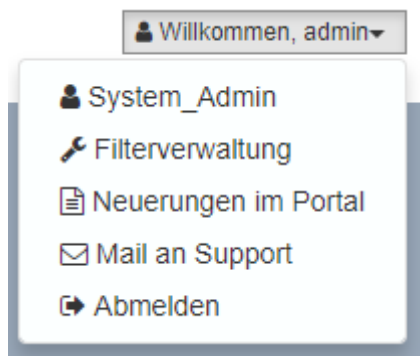 Willkommen, admin
System_Admin
Filterverwaltung
Neuerungen im Portal
Mail an Support
Abmelden